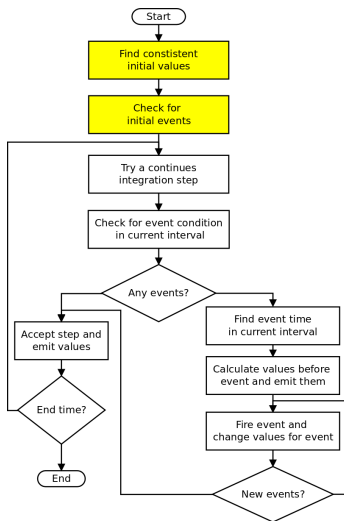 Start
Find constistent
initial values
Check for
initial events
Try a continues
integration step
Check for event condition
in current interval
Any events?
Accept step and
emit values
End time?
End
Find event time
in current interval
Calculate values before
event and emit them
Fire event and
change values for event
New events?